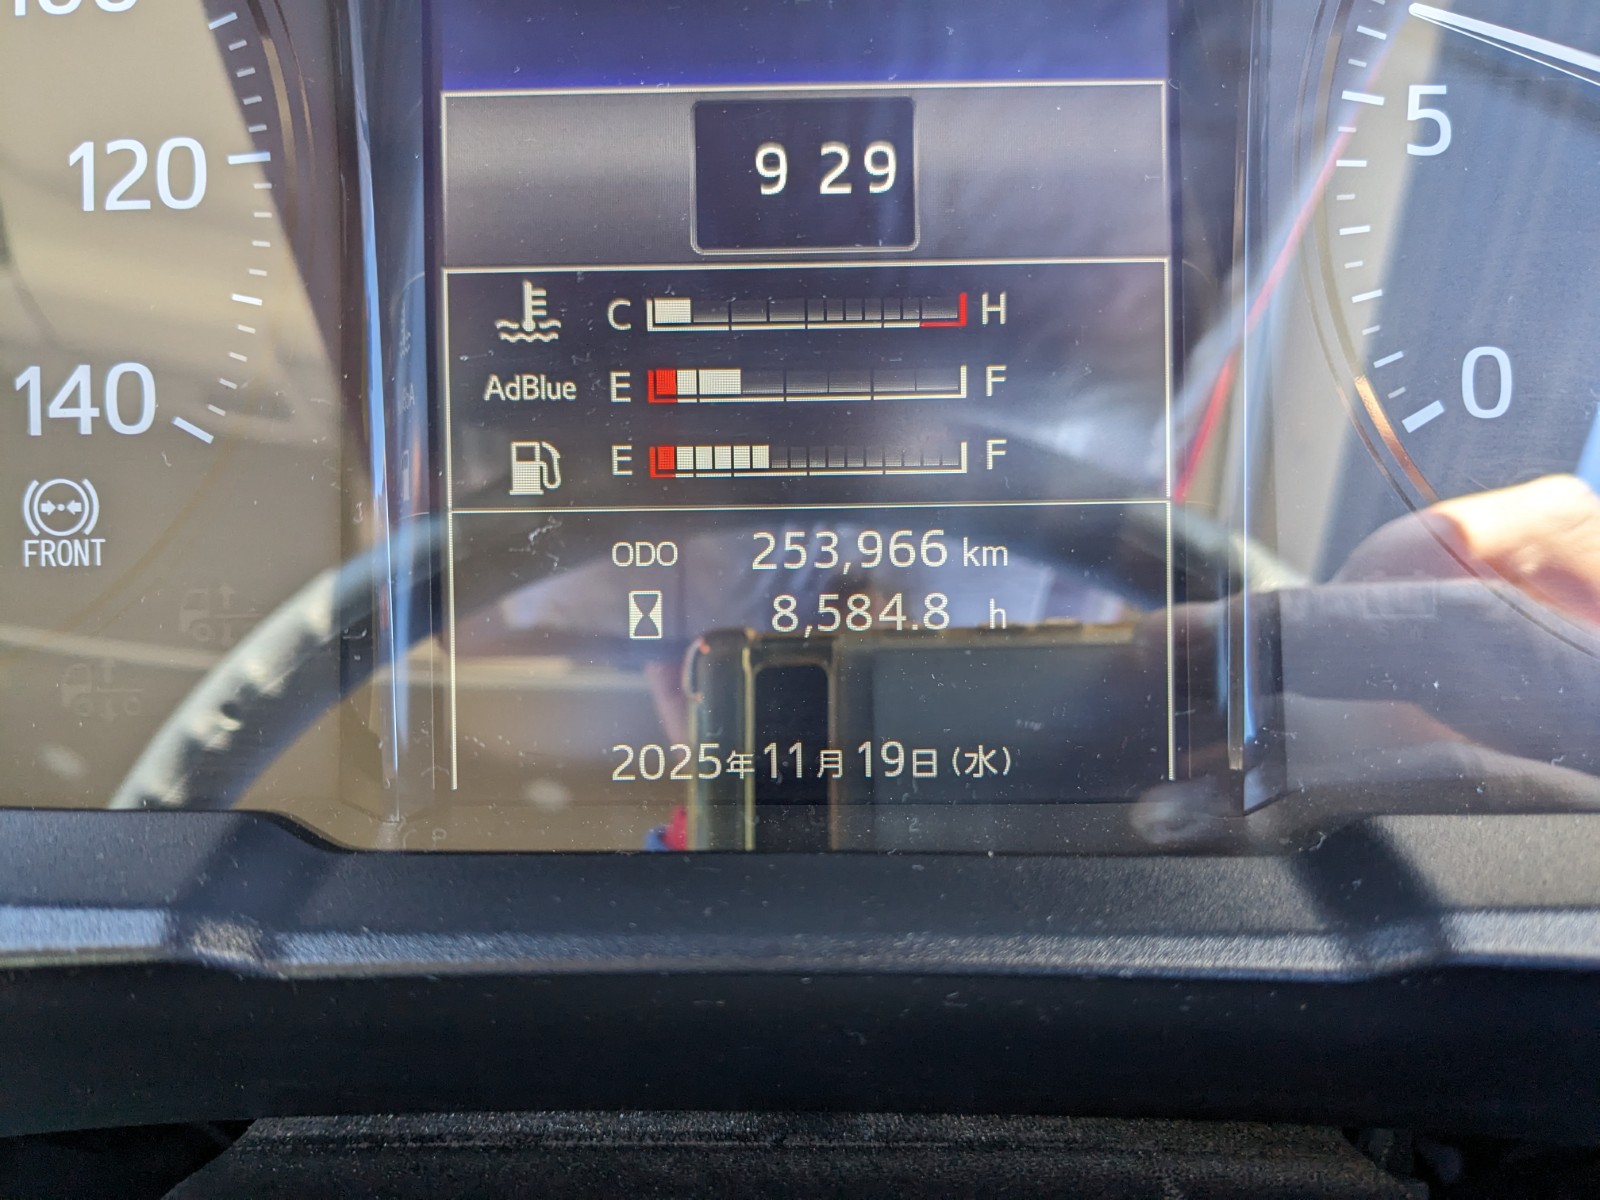 120
140
FRONT
9 29
C H
AdBlue E F
E F
ODO 253,966 km
8,584.8 h
2025年11月19日(水)
5
0